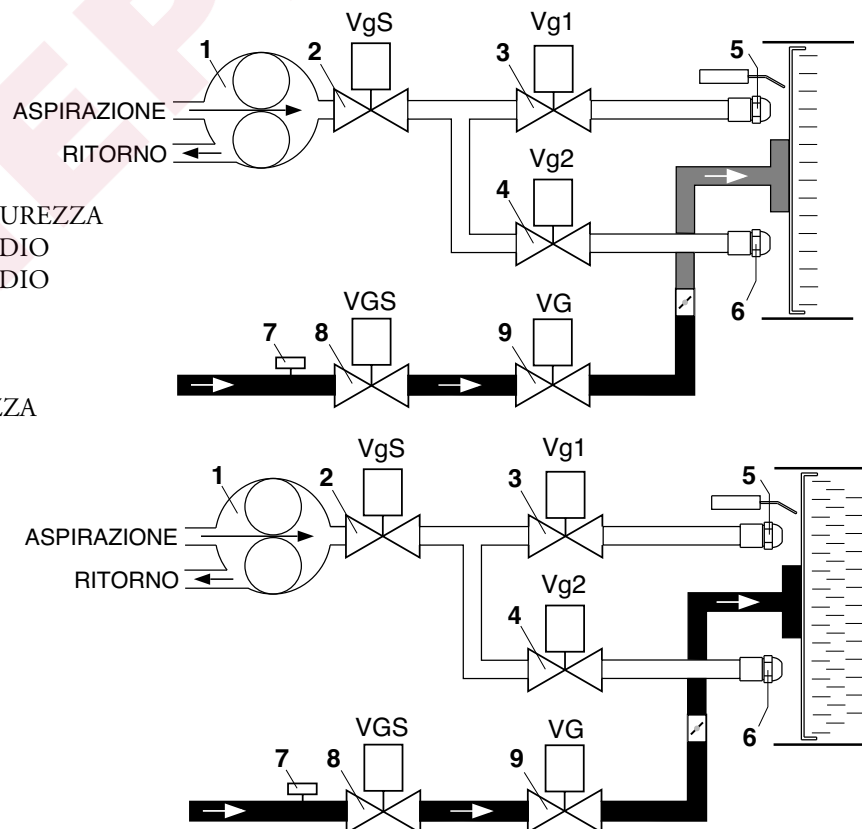 VgS
Vg1
1
2
3
5
ASPIRAZIONE
RITORNO
Vg2
4
UREZZA
DIO
DIO
VGS
VG
6
7
8
9
ZZA
VgS
Vg1
1
2
3
5
ASPIRAZIONE
RITORNO
Vg2
4
VGS
VG
6
7
8
9